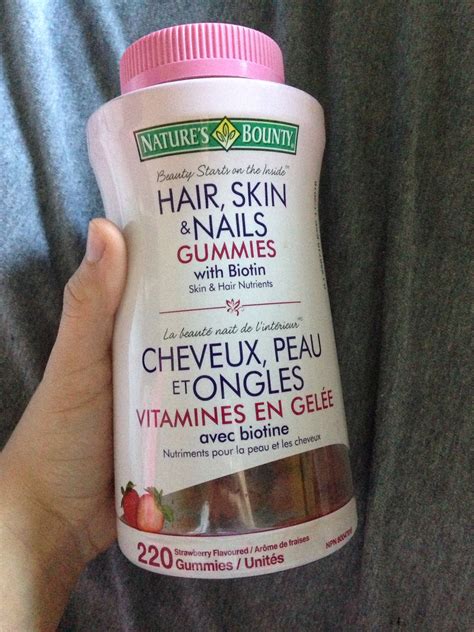 NATURE'S BOUNTY
Beauty Starts on the Inside™
HAIR, SKIN
& NAILS
GUMMIES
with Biotin
Skin & Hair Nutrients
La beauté naît de l'intérieur
CHEVEUX, PEAU
ET ONGLES
VITAMINES EN GELÉE
avec biotine
Nutriments pour la peau et les cheveux
220 Strawberry Flavoured / Arôme de fraises
Gummies / Unités
NPN